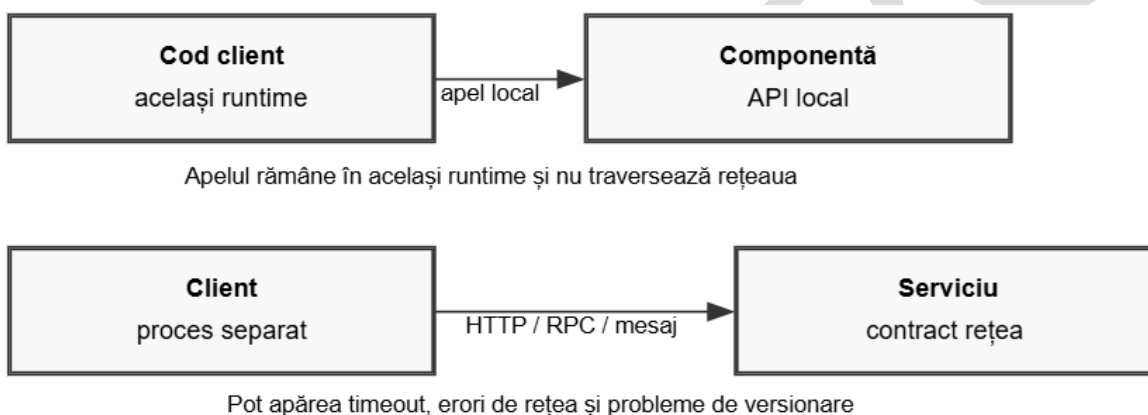 Cod client
același runtime
apel local
Componentă
API local
Apelul rămâne în același runtime și nu traversează rețeaua
Client
proces separat
HTTP / RPC / mesaj
Serviciu
contract rețea
Pot apărea timeout, erori de rețea și probleme de versionare